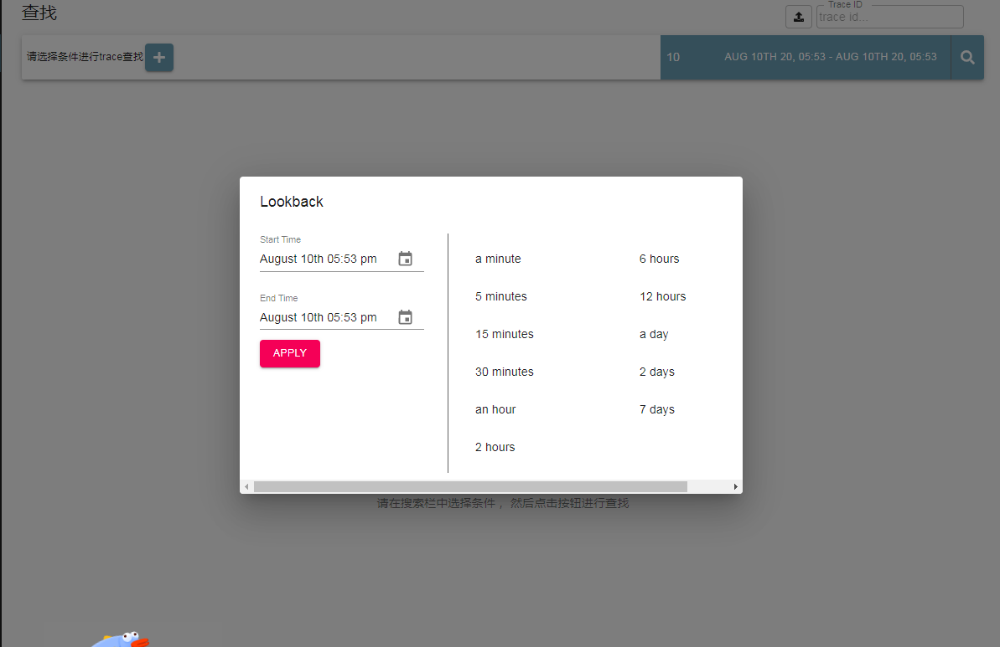 查找
Trace ID
trace id...
请选择条件进行trace查找
10
AUG 10TH 20, 05:53 - AUG 10TH 20, 05:53
Lookback
Start Time
August 10th 05:53 pm
End Time
August 10th 05:53 pm
APPLY
a minute
5 minutes
15 minutes
30 minutes
an hour
2 hours
6 hours
12 hours
a day
2 days
7 days
请在搜索栏中选择条件 ，然后点击按钮进行查找